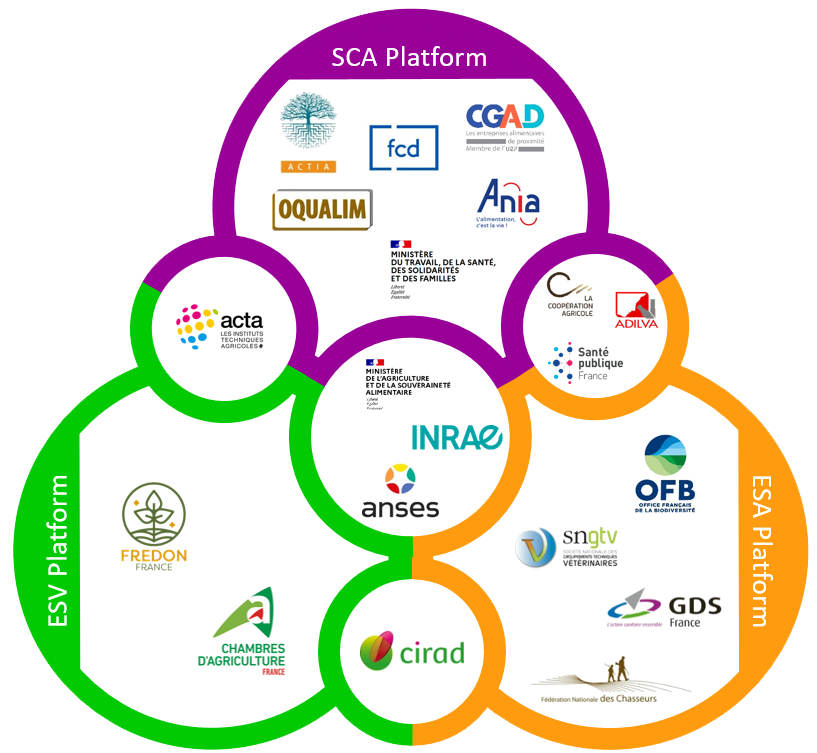 SCA Platform
ACTIA
fcd
CGAD
Les entreprises alimentaires
de proximité
Membre de l'U2P
OQUALIM
Ania
L'alimentation,
c'est la vie !
MINISTÈRE
DU TRAVAIL, DE LA SANTÉ,
DES SOLIDARITÉS
ET DES FAMILLES
Liberté
Égalité
Fraternité
acta
LES INSTITUTS
TECHNIQUES
AGRICOLES
LA
COOPÉRATION
AGRICOLE
ADILVA
Santé
publique
France
MINISTÈRE
DE L'AGRICULTURE
ET DE LA SOUVERAINETÉ
ALIMENTAIRE
INRAE
anses
ESV Platform
FREDON
FRANCE
CHAMBRES
D'AGRICULTURE
FRANCE
cirad
ESA Platform
OFB
OFFICE FRANÇAIS
DE LA BIODIVERSITÉ
sngtv
SOCIÉTÉ NATIONALE DES
GROUPEMENTS TECHNIQUES
VÉTÉRINAIRES
GDS
France
L'action sanitaire ensemble
Fédération Nationale des Chasseurs